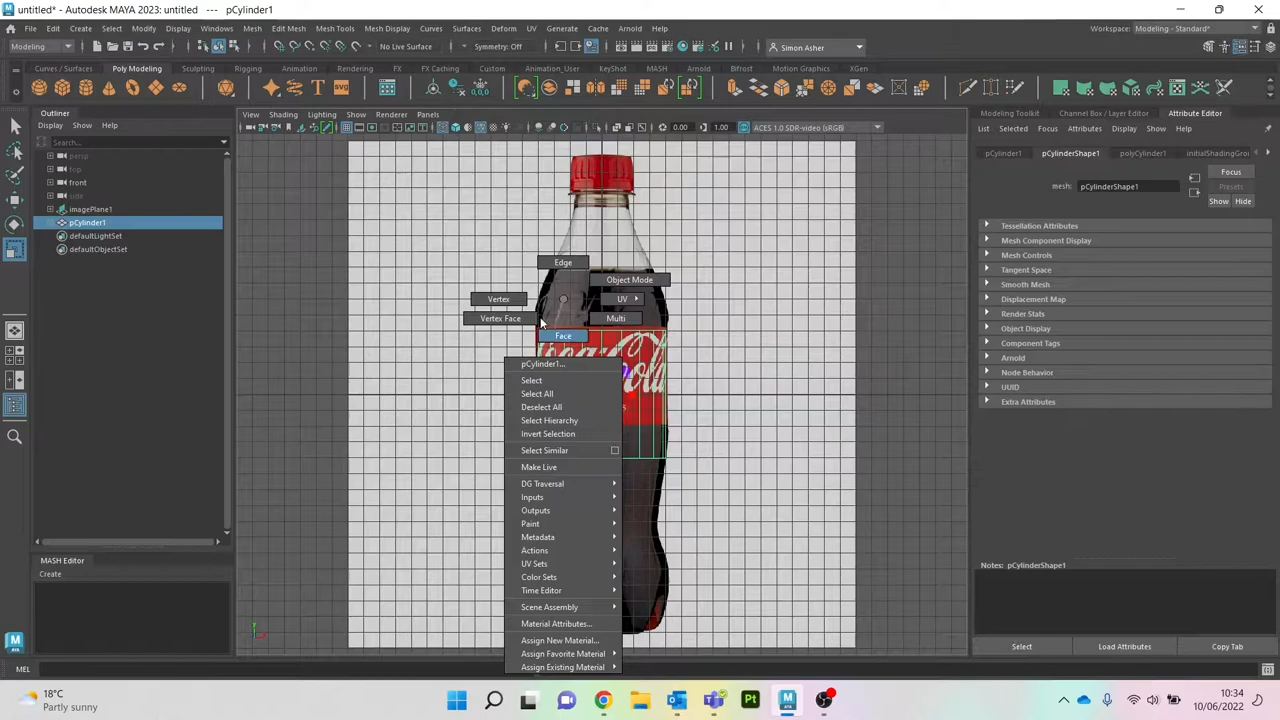 untitled* - Autodesk MAYA 2023: untitled --- pCylinder1
File Edit Create Select Modify Display Windows Mesh Edit Mesh Mesh Tools Mesh Display Curves Surfaces Deform UV Generate Cache Arnold Help
Workspace: Modeling - Standard*
Modeling
No Live Surface
Symmetry: Off
Simon Asher
Curves / Surfaces Poly Modeling Sculpting Rigging Animation Rendering FX FX Caching Custom Animation_User KeyShot MASH Arnold Bifrost Motion Graphics XGen
SVG
Outliner
Display Show Help
Search...
persp
top
front
side
imagePlane1
pCylinder1
defaultLightSet
defaultObjectSet
MASH Editor
Create
View Shading Lighting Show Renderer Panels
0.00 1.00 ACES 1.0 SDR-video (sRGB)
Edge
Object Mode
Vertex
UV
Vertex Face
Multi
Face
pCylinder1...
Select
Select All
Deselect All
Select Hierarchy
Invert Selection
Select Similar
Make Live
DG Traversal
Inputs
Outputs
Paint
Metadata
Actions
UV Sets
Color Sets
Time Editor
Scene Assembly
Material Attributes...
Assign New Material...
Assign Favorite Material
Assign Existing Material
Modeling Toolkit Channel Box / Layer Editor Attribute Editor
List Selected Focus Attributes Display Show Help
pCylinder1 pCylinderShape1 polyCylinder1 initialShadingGro
Focus
mesh: pCylinderShape1
Presets
Show Hide
Tessellation Attributes
Mesh Component Display
Mesh Controls
Tangent Space
Smooth Mesh
Displacement Map
Render Stats
Object Display
Component Tags
Arnold
Node Behavior
UUID
Extra Attributes
Notes: pCylinderShape1
Select Load Attributes Copy Tab
MEL
18°C
Partly sunny
Pt
10:34
10/06/2022